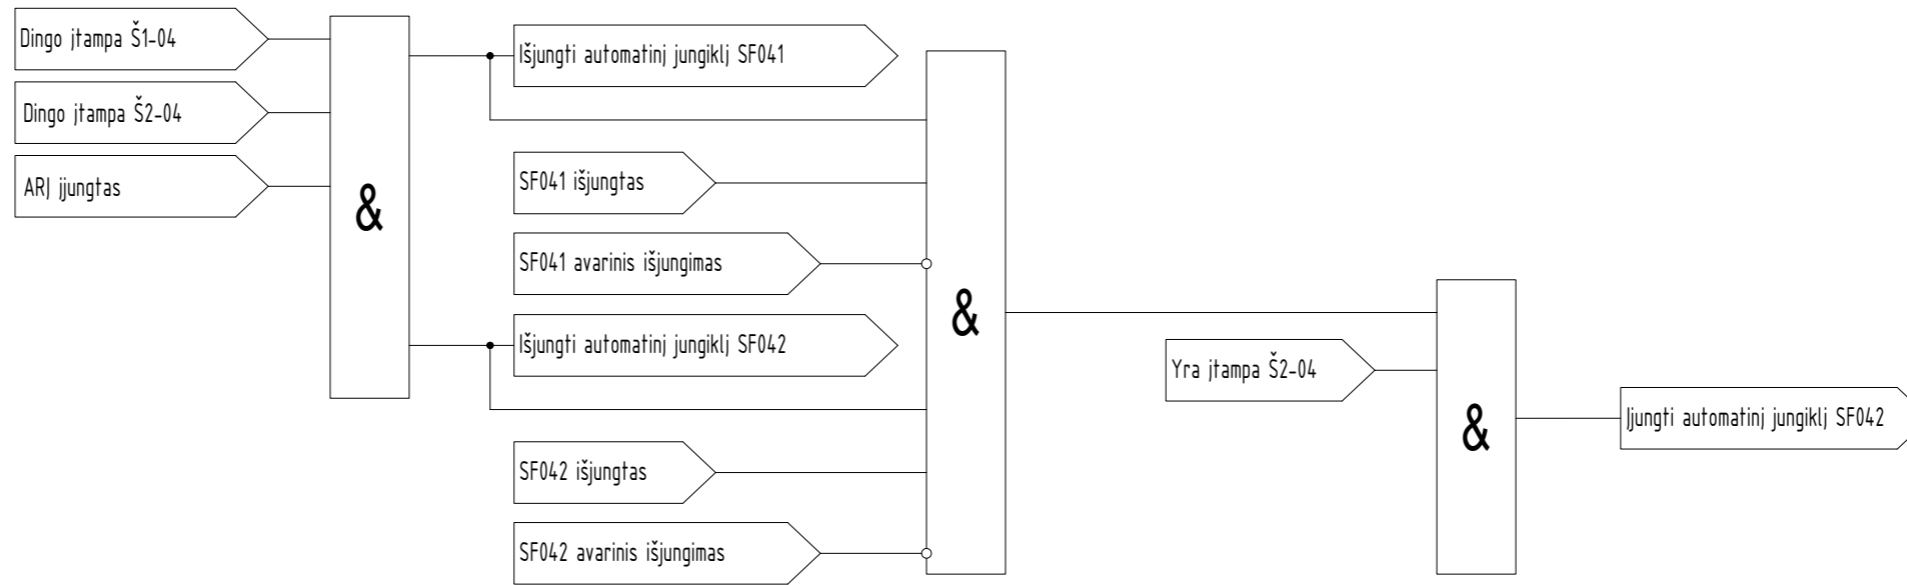 Dingo įtampa Š1-04
Dingo įtampa Š2-04
ARĮ įjungtas
&
Išjungti automatinį jungiklį SF041
SF041 išjungtas
SF041 avarinis išjungimas
Išjungti automatinį jungiklį SF042
SF042 išjungtas
SF042 avarinis išjungimas
&
Yra įtampa Š2-04
&
Įjungti automatinį jungiklį SF042